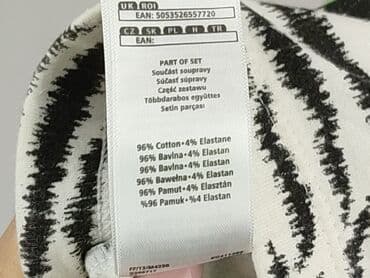 UK ROI
EAN: 5053526557720
CZ SK PL H TR
EAN:
PART OF SET
Součást soupravy
Súčasť súpravy
Część zestawu
Többdarabos együttes
Setin parçası
96% Cotton • 4% Elastane
96% Bavlna • 4% Elastan
96% Bavlna • 4% Elastan
96% Bawełna • 4% Elastan
96% Pamut • 4% Elasztán
%96 Pamuk • %4 Elastan